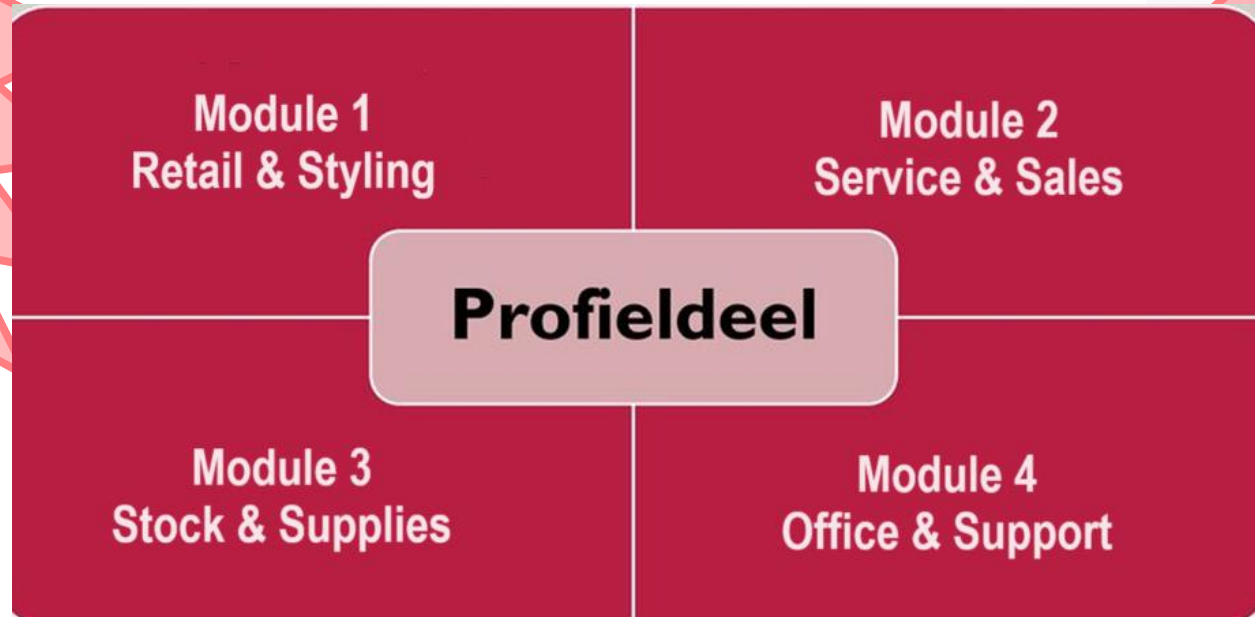 Module 1
Retail & Styling
Module 2
Service & Sales
Profieldeel
Module 3
Stock & Supplies
Module 4
Office & Support